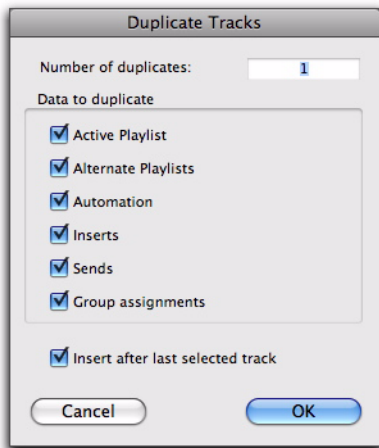 Duplicate Tracks
Number of duplicates: 1
Data to duplicate
Active Playlist
Alternate Playlists
Automation
Inserts
Sends
Group assignments
Insert after last selected track
Cancel OK